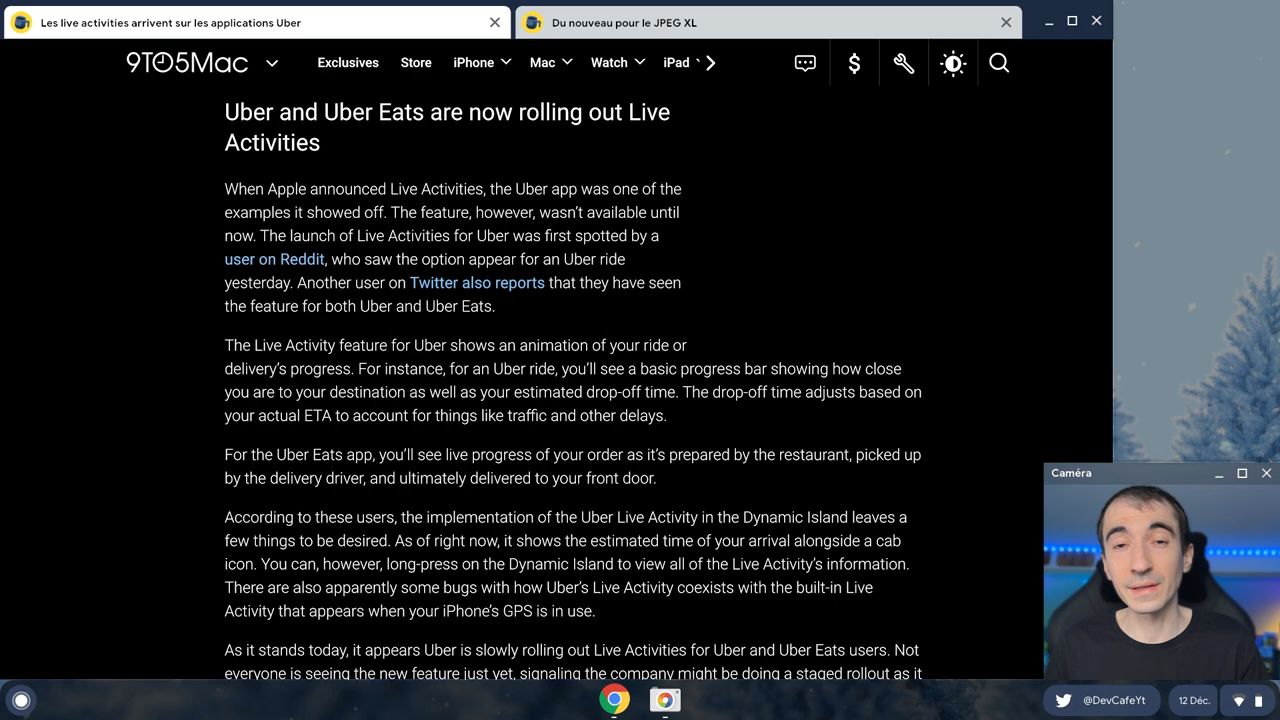 Les live activities arrivent sur les applications Uber
Du nouveau pour le JPEG XL
9TO5Mac
Exclusives Store iPhone Mac Watch iPad
Uber and Uber Eats are now rolling out Live
Activities
When Apple announced Live Activities, the Uber app was one of the
examples it showed off. The feature, however, wasn’t available until
now. The launch of Live Activities for Uber was first spotted by a
user on Reddit, who saw the option appear for an Uber ride
yesterday. Another user on Twitter also reports that they have seen
the feature for both Uber and Uber Eats.
The Live Activity feature for Uber shows an animation of your ride or
delivery’s progress. For instance, for an Uber ride, you’ll see a basic progress bar showing how close
you are to your destination as well as your estimated drop-off time. The drop-off time adjusts based on
your actual ETA to account for things like traffic and other delays.
For the Uber Eats app, you’ll see live progress of your order as it’s prepared by the restaurant, picked up
by the delivery driver, and ultimately delivered to your front door.
According to these users, the implementation of the Uber Live Activity in the Dynamic Island leaves a
few things to be desired. As of right now, it shows the estimated time of your arrival alongside a cab
icon. You can, however, long-press on the Dynamic Island to view all of the Live Activity’s information.
There are also apparently some bugs with how Uber’s Live Activity coexists with the built-in Live
Activity that appears when your iPhone’s GPS is in use.
As it stands today, it appears Uber is slowly rolling out Live Activities for Uber and Uber Eats users. Not
everyone is seeing the new feature just yet, signaling the company might be doing a staged rollout as it
Caméra
@DevCafeYt
12 Déc.